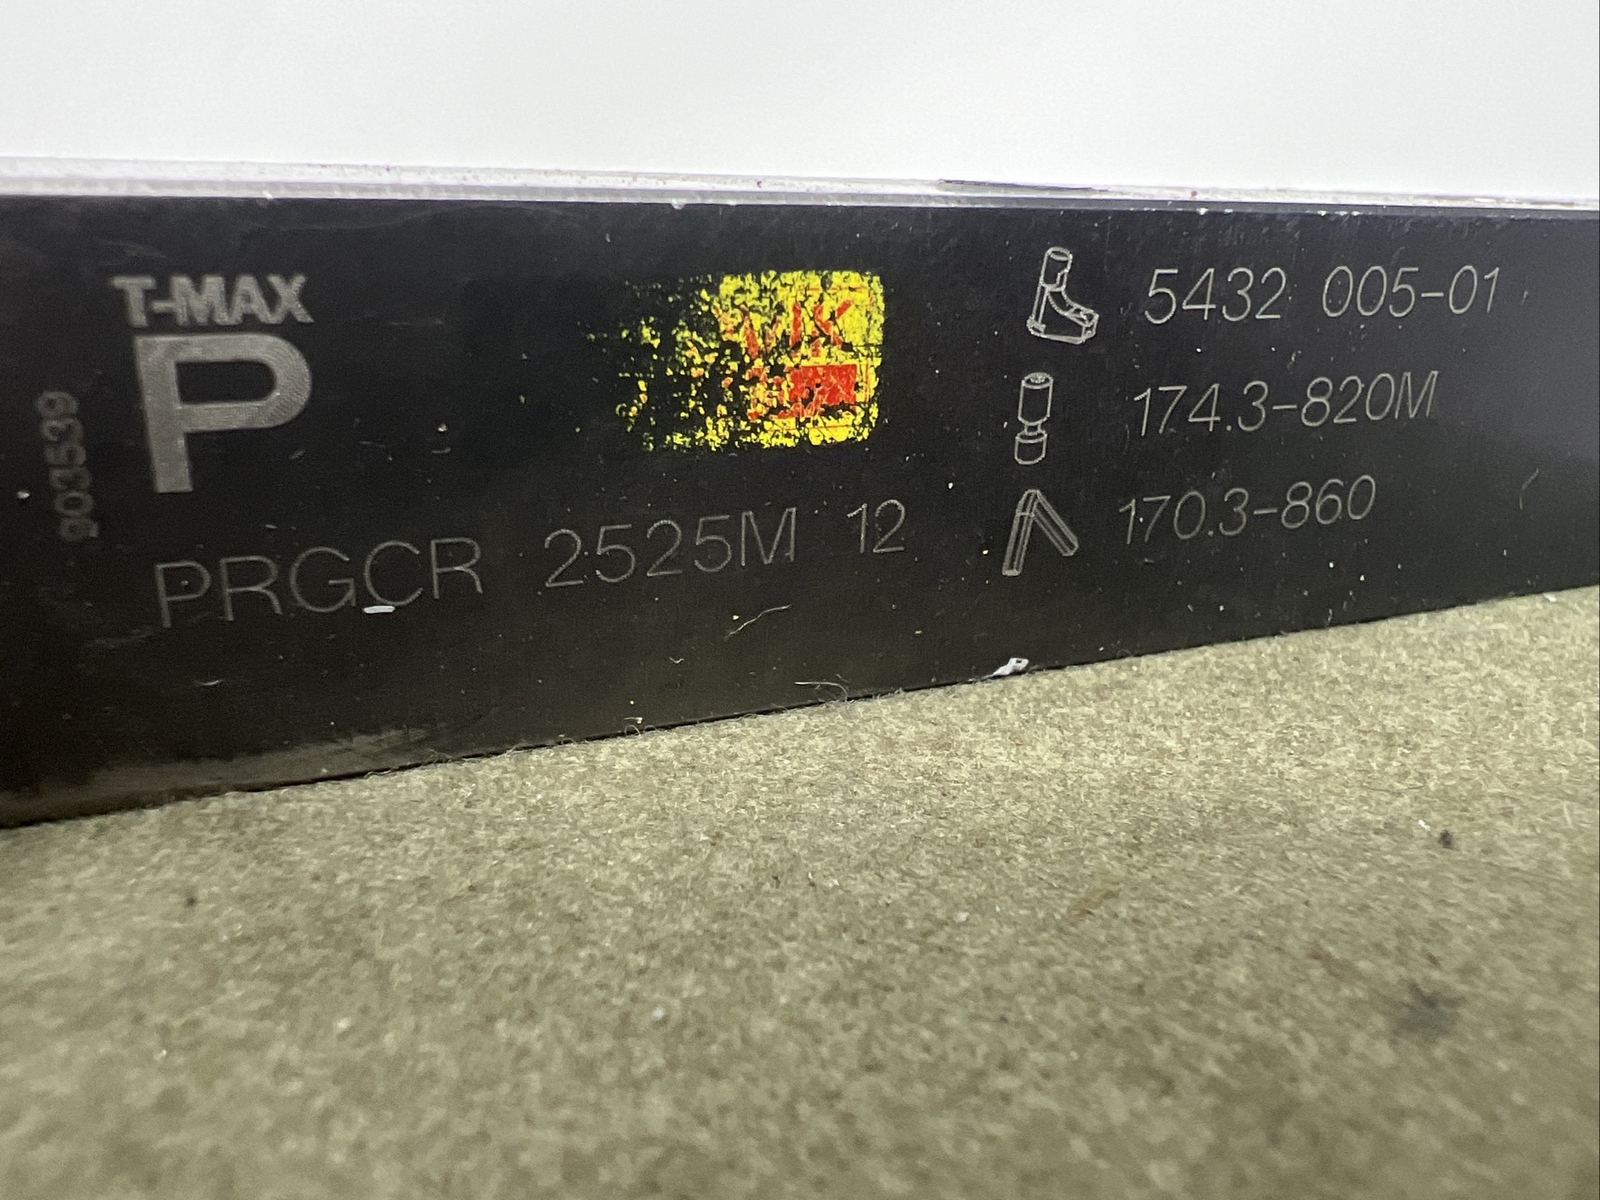 T-MAX
P
903539
PRGCR 2525M 12
5432 005-01
174.3-820M
170.3-860